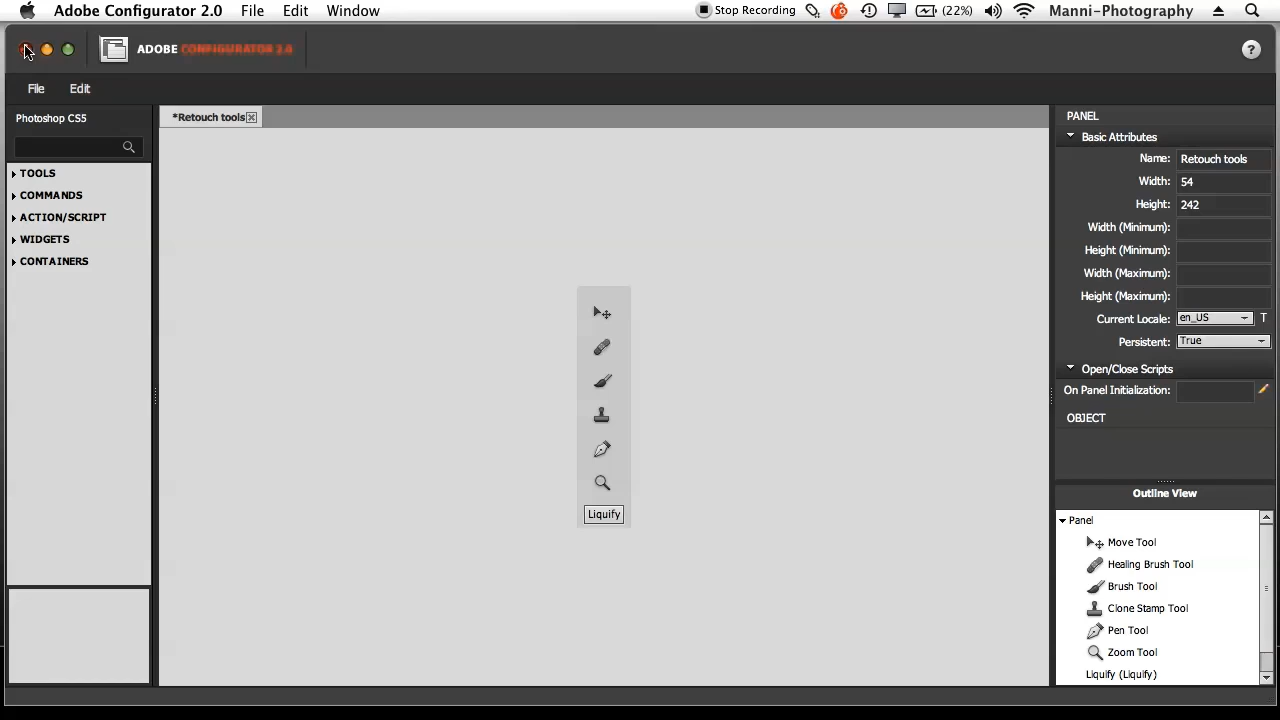 Adobe Configurator 2.0 File Edit Window Stop Recording (22%) Manni-Photography
ADOBE CONFIGURATOR 2.0 ?
File Edit
Photoshop CS5
TOOLS
COMMANDS
ACTION/SCRIPT
WIDGETS
CONTAINERS
*Retouch tools
Liquify
PANEL
Basic Attributes
Name: Retouch tools
Width: 54
Height: 242
Width (Minimum):
Height (Minimum):
Width (Maximum):
Height (Maximum):
Current Locale: en_US T
Persistent: True
Open/Close Scripts
On Panel Initialization:
OBJECT
Outline View
Panel
Move Tool
Healing Brush Tool
Brush Tool
Clone Stamp Tool
Pen Tool
Zoom Tool
Liquify (Liquify)